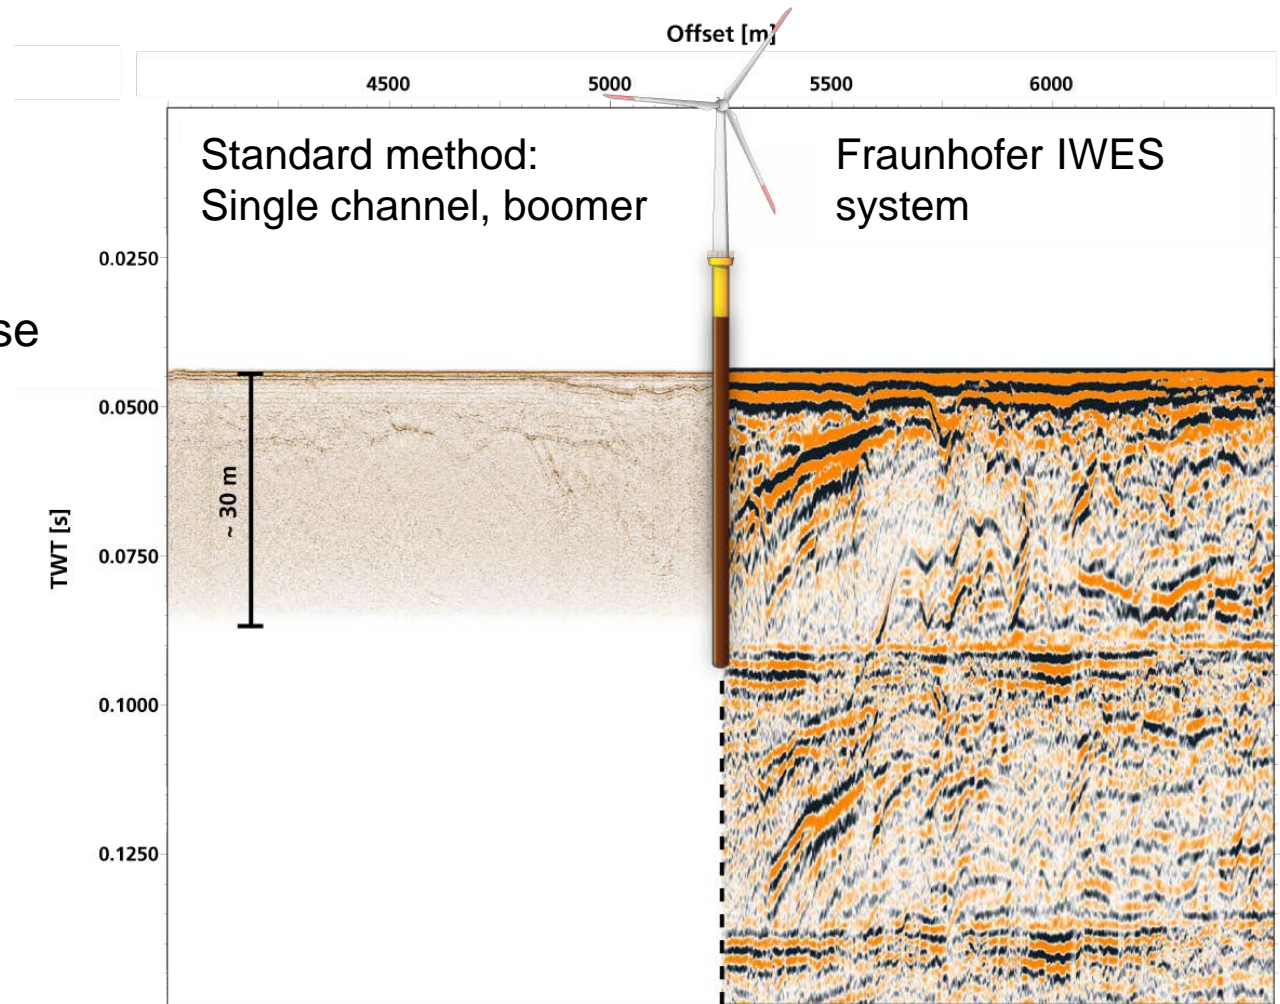 Offset [m]
4500 5000 5500 6000
Standard method:
Single channel, boomer
Fraunhofer IWES
system
0.0250
se
0.0500
~ 30 m
TWT [s]
0.0750
0.1000
0.1250